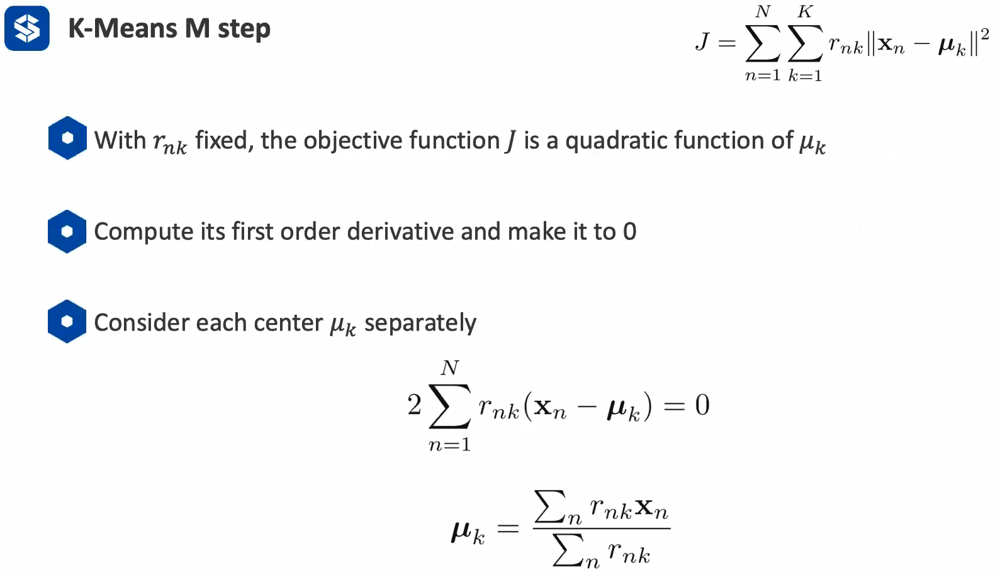 K-Means M step
J = \sum_{n=1}^{N} \sum_{k=1}^{K} r_{nk} \|\mathbf{x}_n - \boldsymbol{\mu}_k\|^2
With r_{nk} fixed, the objective function J is a quadratic function of μ_k
Compute its first order derivative and make it to 0
Consider each center μ_k separately
2 \sum_{n=1}^{N} r_{nk}(\mathbf{x}_n - \boldsymbol{\mu}_k) = 0
\boldsymbol{\mu}_k = \frac{\sum_n r_{nk}\mathbf{x}_n}{\sum_n r_{nk}}